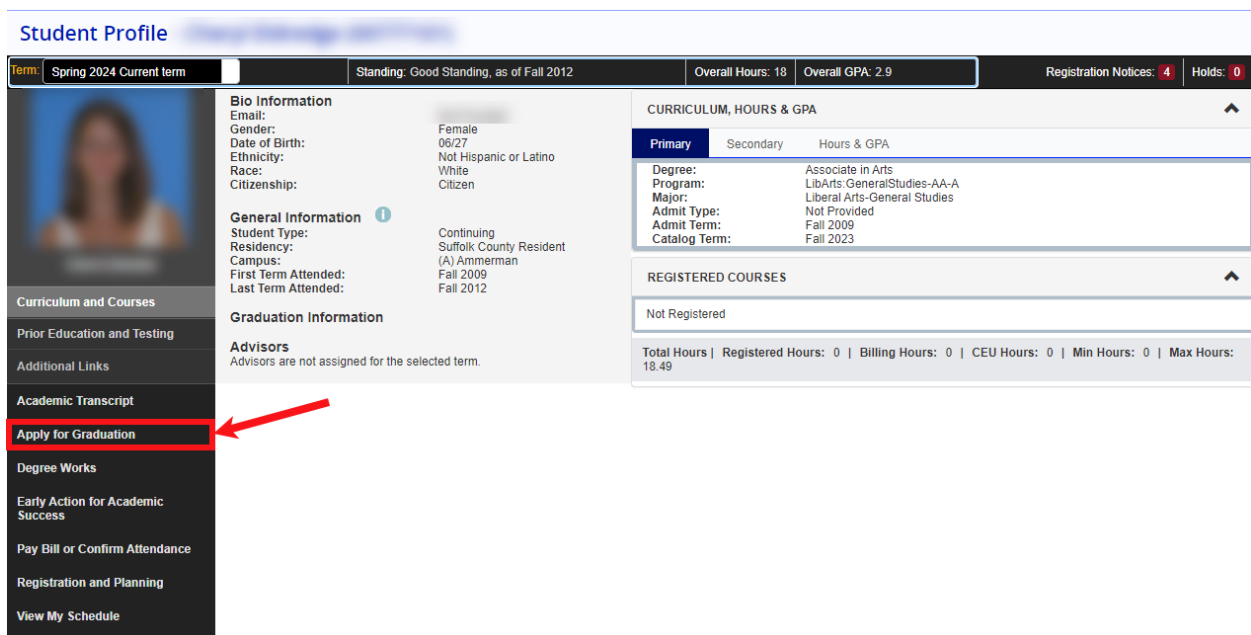 Student Profile
Term: Spring 2024 Current term
Standing: Good Standing, as of Fall 2012
Overall Hours: 18
Overall GPA: 2.9
Registration Notices: 4
Holds: 0
Curriculum and Courses
Prior Education and Testing
Additional Links
Academic Transcript
Apply for Graduation
Degree Works
Early Action for Academic
Success
Pay Bill or Confirm Attendance
Registration and Planning
View My Schedule
Bio Information
Email:
Gender: Female
Date of Birth: 06/27
Ethnicity: Not Hispanic or Latino
Race: White
Citizenship: Citizen
General Information
Student Type: Continuing
Residency: Suffolk County Resident
Campus: (A) Ammerman
First Term Attended: Fall 2009
Last Term Attended: Fall 2012
Graduation Information
Advisors
Advisors are not assigned for the selected term.
CURRICULUM, HOURS & GPA
Primary Secondary Hours & GPA
Degree: Associate in Arts
Program: LibArts:GeneralStudies-AA-A
Major: Liberal Arts-General Studies
Admit Type: Not Provided
Admit Term: Fall 2009
Catalog Term: Fall 2023
REGISTERED COURSES
Not Registered
Total Hours | Registered Hours: 0 | Billing Hours: 0 | CEU Hours: 0 | Min Hours: 0 | Max Hours:
18.49